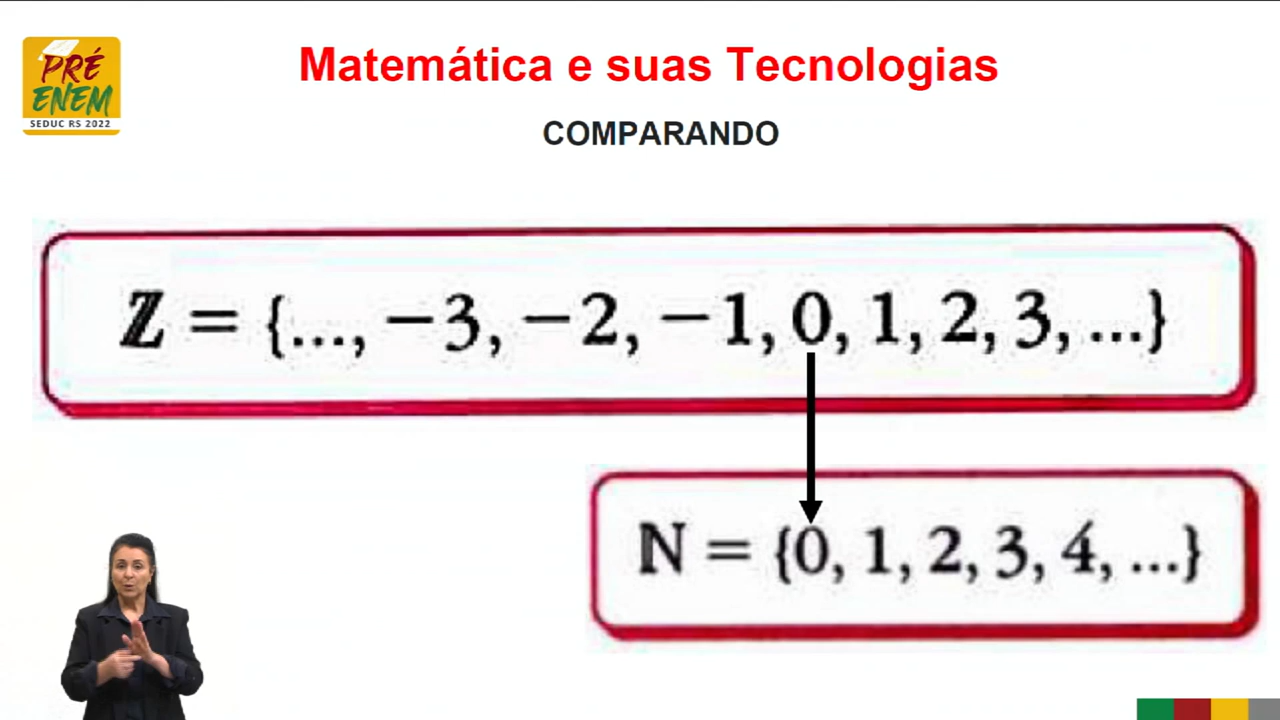 PRÉ
ENEM
SEDUC RS 2022
Matemática e suas Tecnologias
COMPARANDO
ℤ = {..., −3, −2, −1, 0, 1, 2, 3, ...}
ℕ = {0, 1, 2, 3, 4, ...}